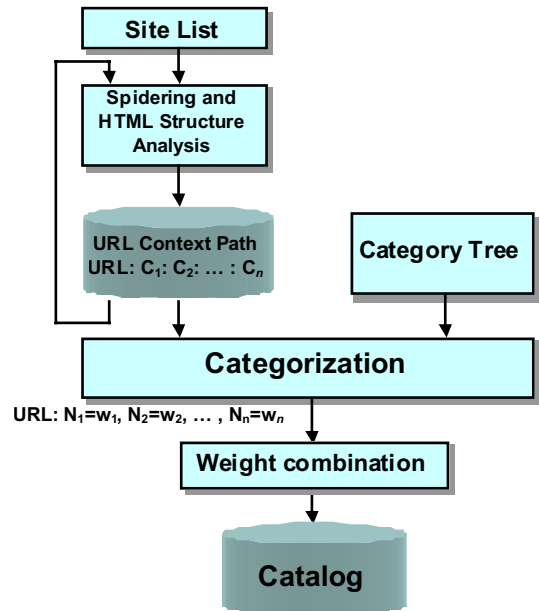 Site List
Spidering and
HTML Structure
Analysis
URL Context Path
URL: C₁: C₂: … : Cₙ
Category Tree
Categorization
URL: N₁=w₁, N₂=w₂, … , Nₙ=wₙ
Weight combination
Catalog